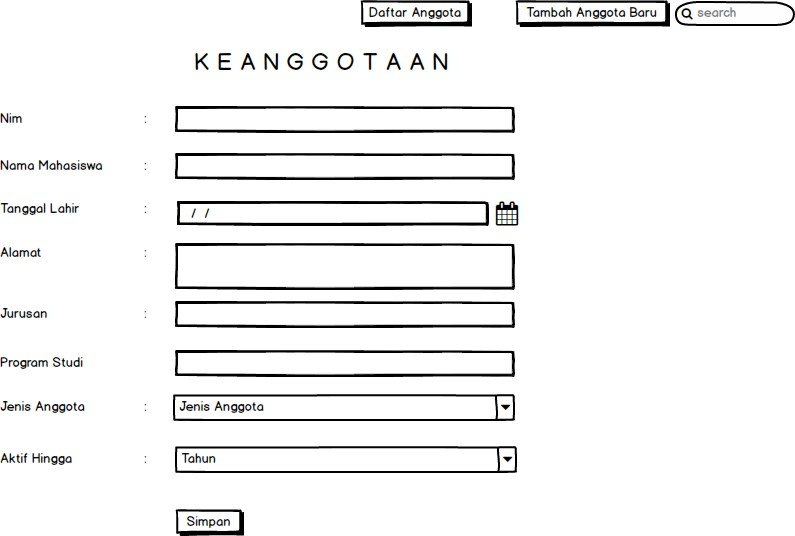 Daftar Anggota Tambah Anggota Baru search
KEANGGOTAAN
Nim :
Nama Mahasiswa :
Tanggal Lahir : / /
Alamat :
Jurusan :
Program Studi
Jenis Anggota : Jenis Anggota
Aktif Hingga : Tahun
Simpan